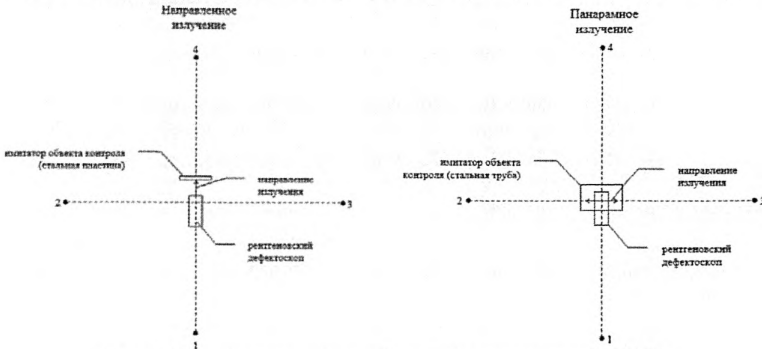 Направленное
излучение
4
имитатор объекта контроля
(стальная пластина)
направление
излучения
2
3
рентгеновский
дефектоскоп
1
Панарамное
излучение
4
имитатор объекта
контроля (стальная труба)
направление
излучения
2
3
рентгеновский
дефектоскоп
1